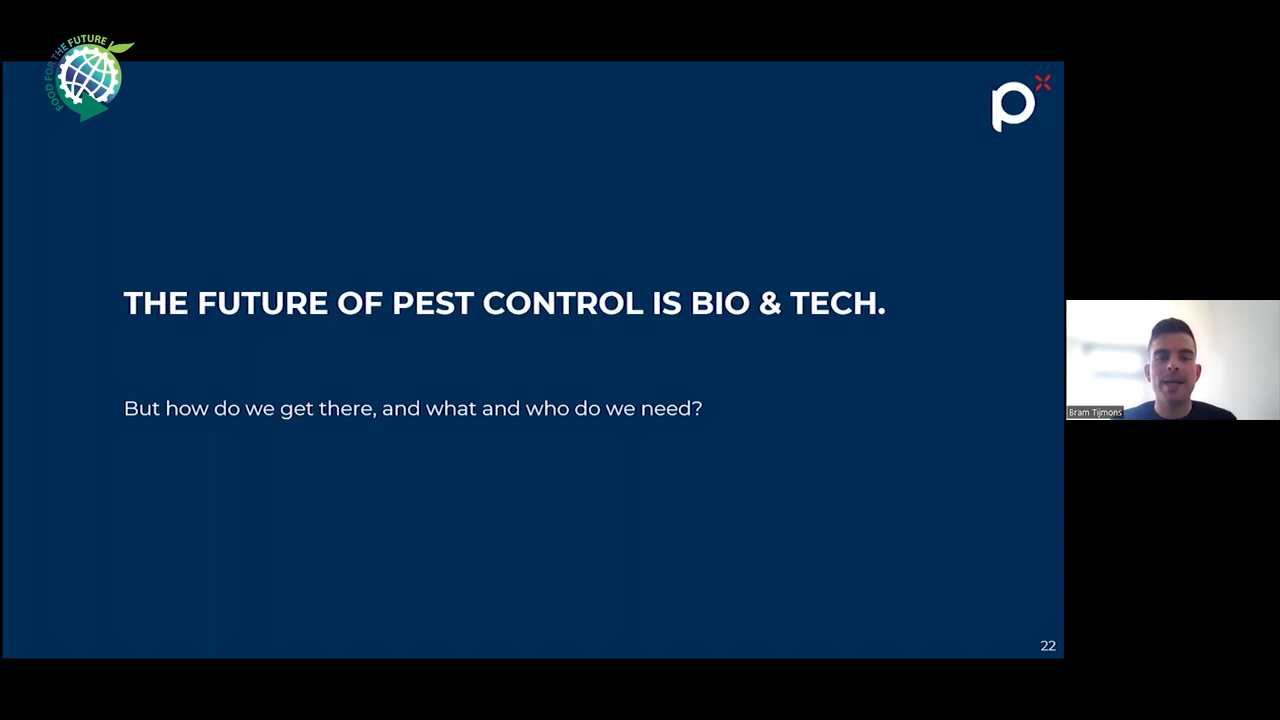 FOOD FOR THE FUTURE
p
THE FUTURE OF PEST CONTROL IS BIO & TECH.
But how do we get there, and what and who do we need?
Bram Tijmons
22